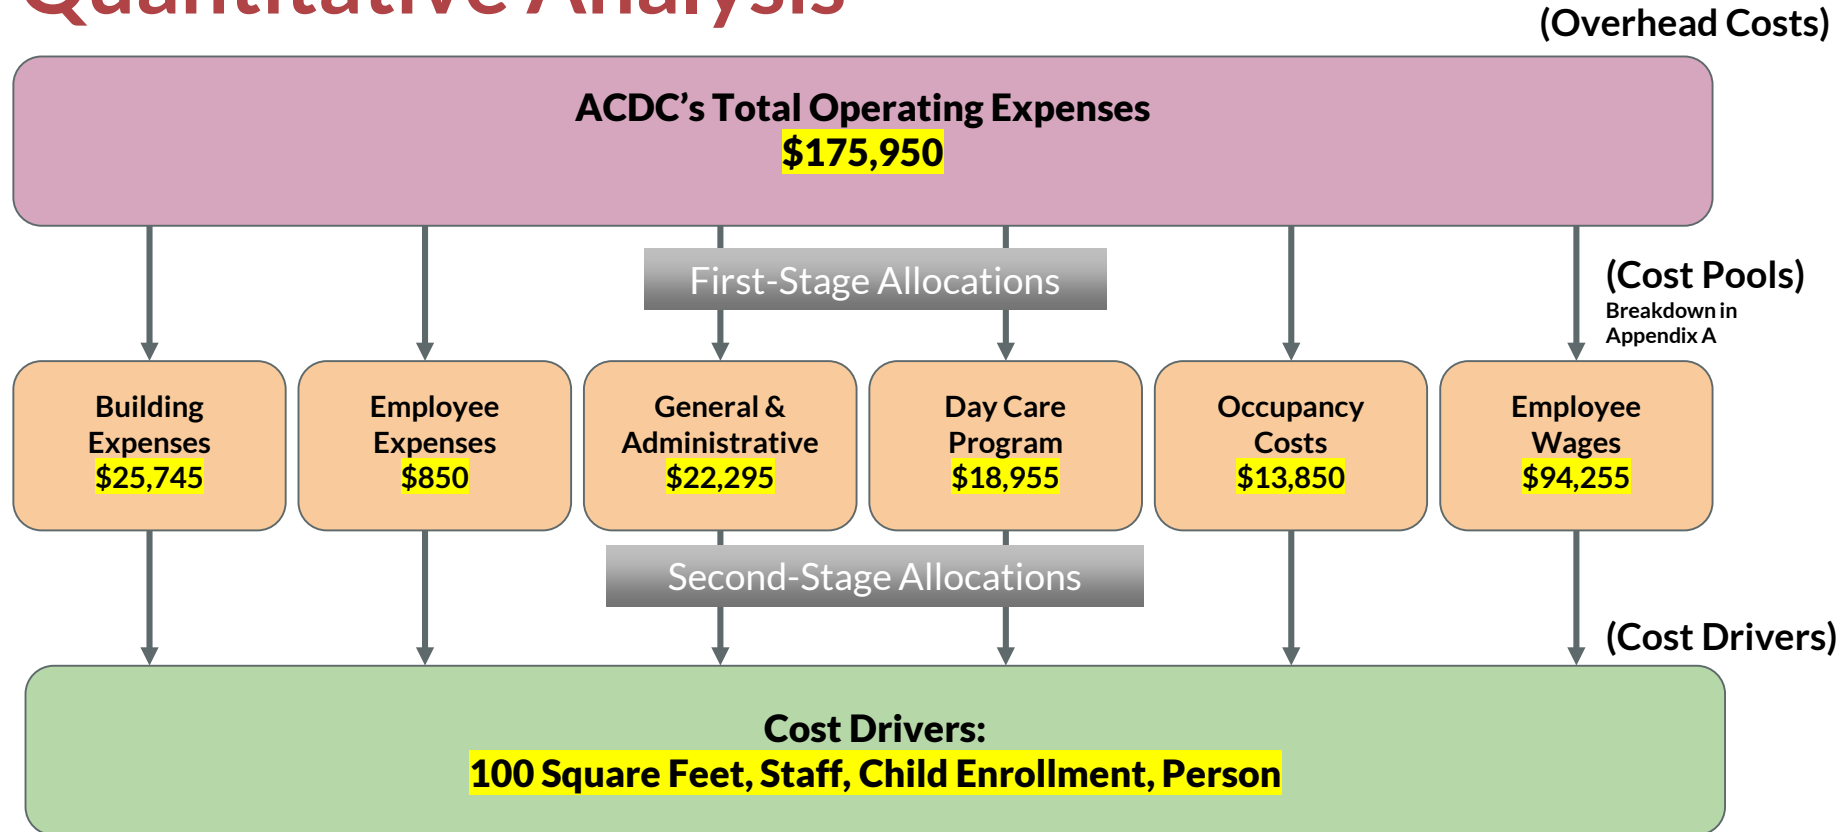 Quantitative Analysis
(Overhead Costs)
ACDC’s Total Operating Expenses
$175,950
First-Stage Allocations
(Cost Pools)
Breakdown in
Appendix A
Building
Expenses
$25,745
Employee
Expenses
$850
General &
Administrative
$22,295
Day Care
Program
$18,955
Occupancy
Costs
$13,850
Employee
Wages
$94,255
Second-Stage Allocations
(Cost Drivers)
Cost Drivers:
100 Square Feet, Staff, Child Enrollment, Person